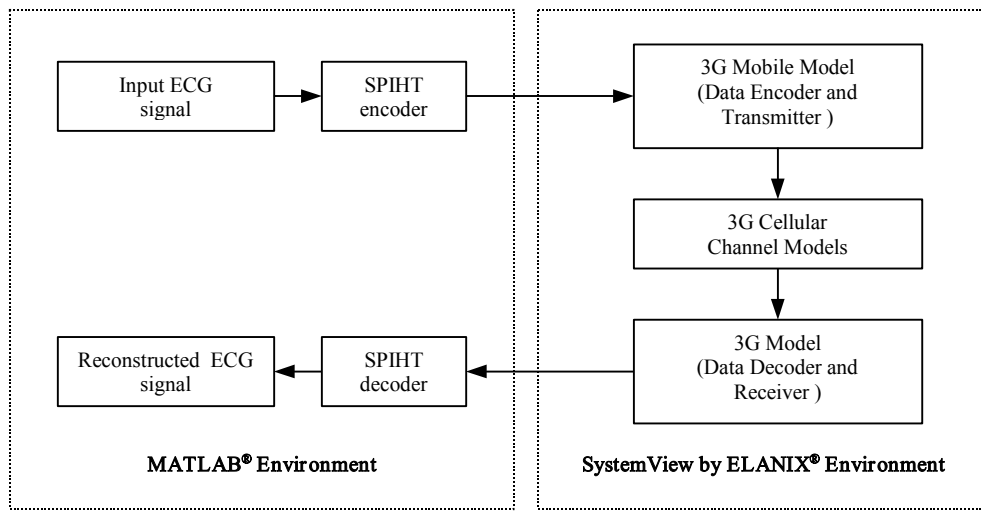 Input ECG
signal
SPIHT
encoder
3G Mobile Model
(Data Encoder and
Transmitter )
3G Cellular
Channel Models
Reconstructed ECG
signal
SPIHT
decoder
3G Model
(Data Decoder and
Receiver )
MATLAB® Environment
SystemView by ELANIX® Environment